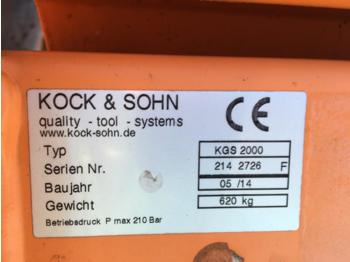 KOCK & SOHN
quality - tool - systems
www.kock-sohn.de
CE
Typ KGS 2000
Serien Nr. 214 2726 F
Baujahr 05 /14
Gewicht 620 kg
Betriebsdruck P max 210 Bar